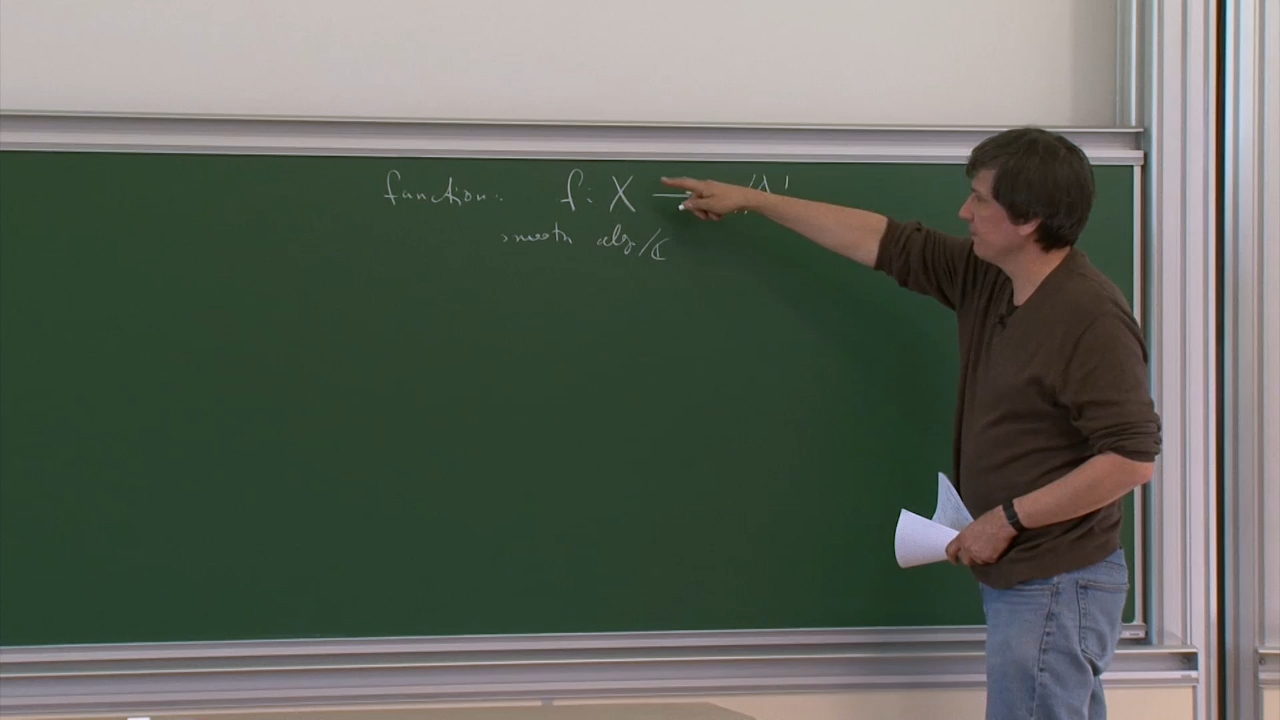 function: f: X → /A¹
smooth alg/ℂ